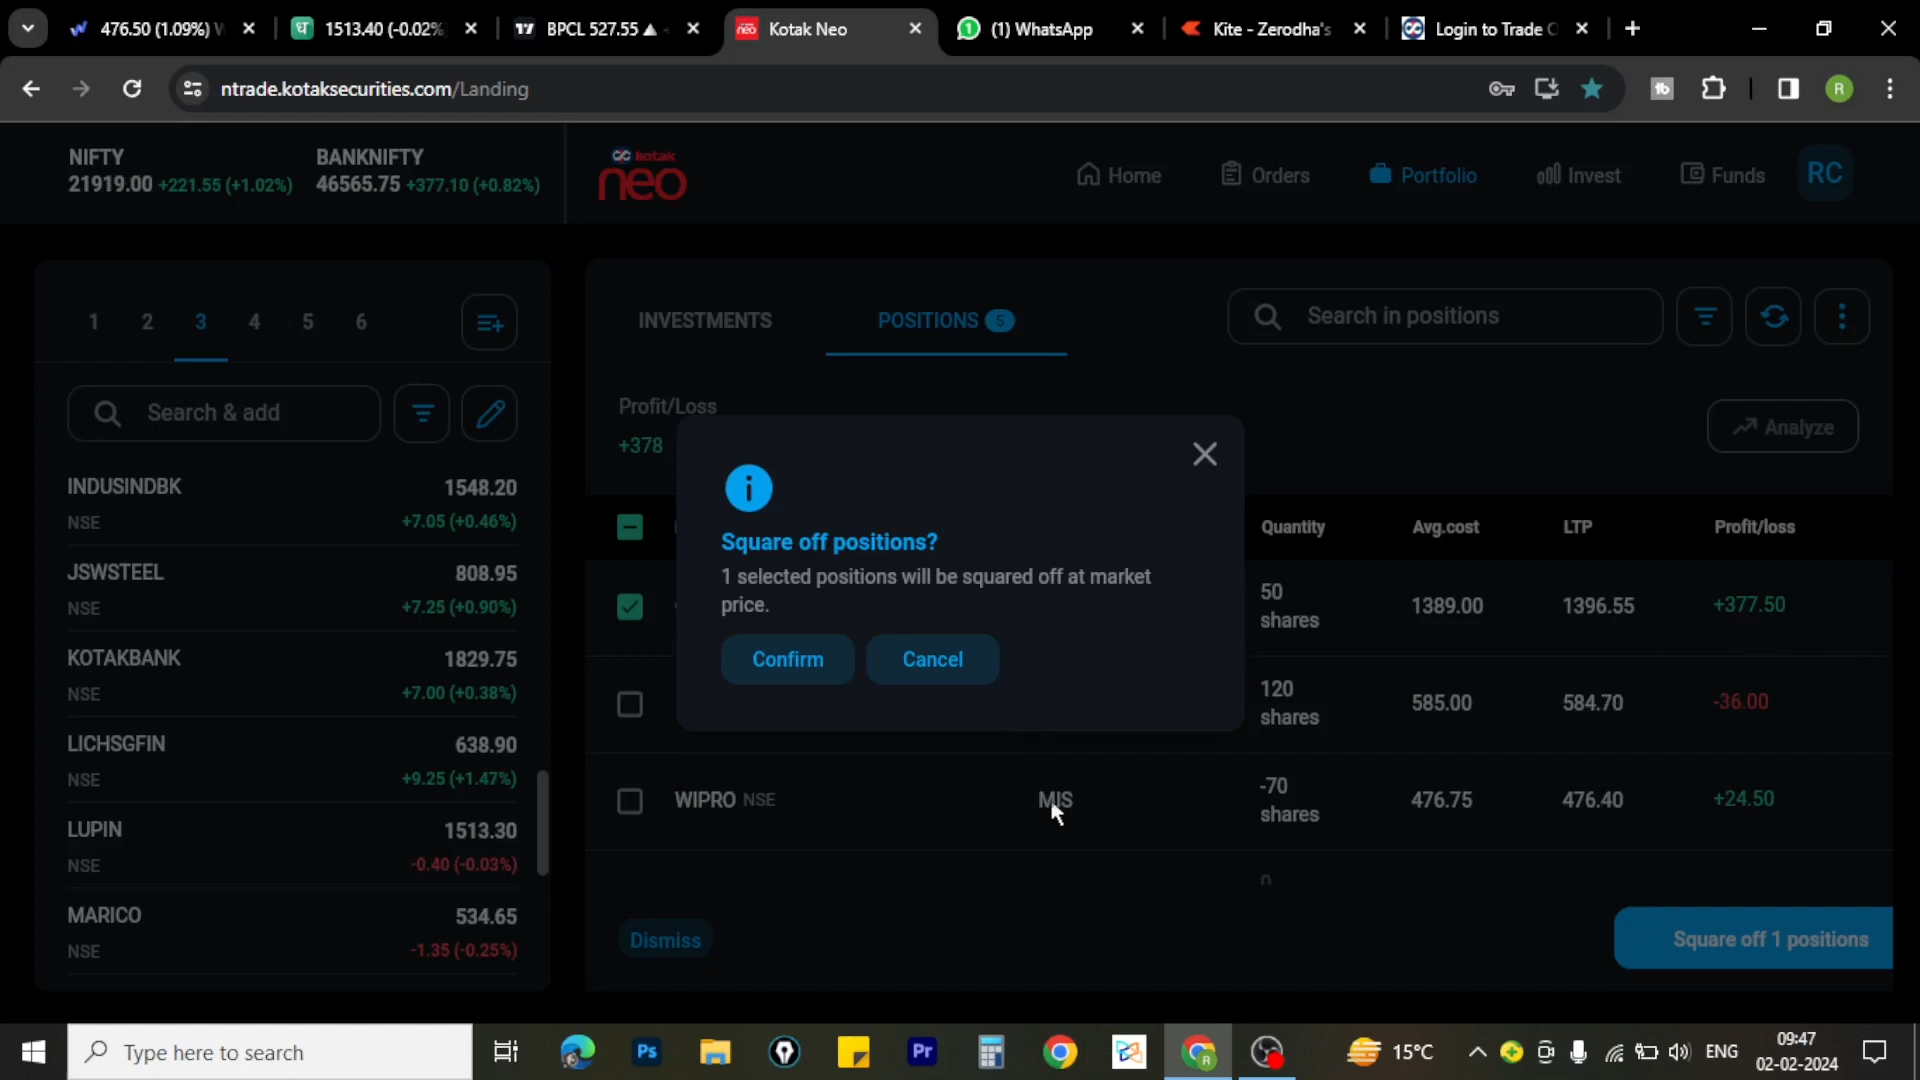 476.50 (1.09%)
1513.40 (-0.02%
BPCL 527.55 ▲
Kotak Neo
(1) WhatsApp
Kite - Zerodha's
Login to Trade
ntrade.kotaksecurities.com/Landing
R
NIFTY
21919.00 +221.55 (+1.02%)
BANKNIFTY
46565.75 +377.10 (+0.82%)
kotak
neo
Home
Orders
Portfolio
Invest
Funds
RC
1 2 3 4 5 6
Search & add
INDUSINDBK 1548.20
NSE +7.05 (+0.46%)
JSWSTEEL 808.95
NSE +7.25 (+0.90%)
KOTAKBANK 1829.75
NSE +7.00 (+0.38%)
LICHSGFIN 638.90
NSE +9.25 (+1.47%)
LUPIN 1513.30
NSE -0.40 (-0.03%)
MARICO 534.65
NSE -1.35 (-0.25%)
INVESTMENTS
POSITIONS 5
Search in positions
Profit/Loss
+378
Analyze
Square off positions?
1 selected positions will be squared off at market
price.
Confirm
Cancel
Quantity Avg.cost LTP Profit/loss
50
shares
1389.00 1396.55 +377.50
120
shares
585.00 584.70 -36.00
WIPRO NSE MIS
-70
shares
476.75 476.40 +24.50
0
Dismiss
Square off 1 positions
Type here to search
Ps
Pr
15°C
ENG
09:47
02-02-2024